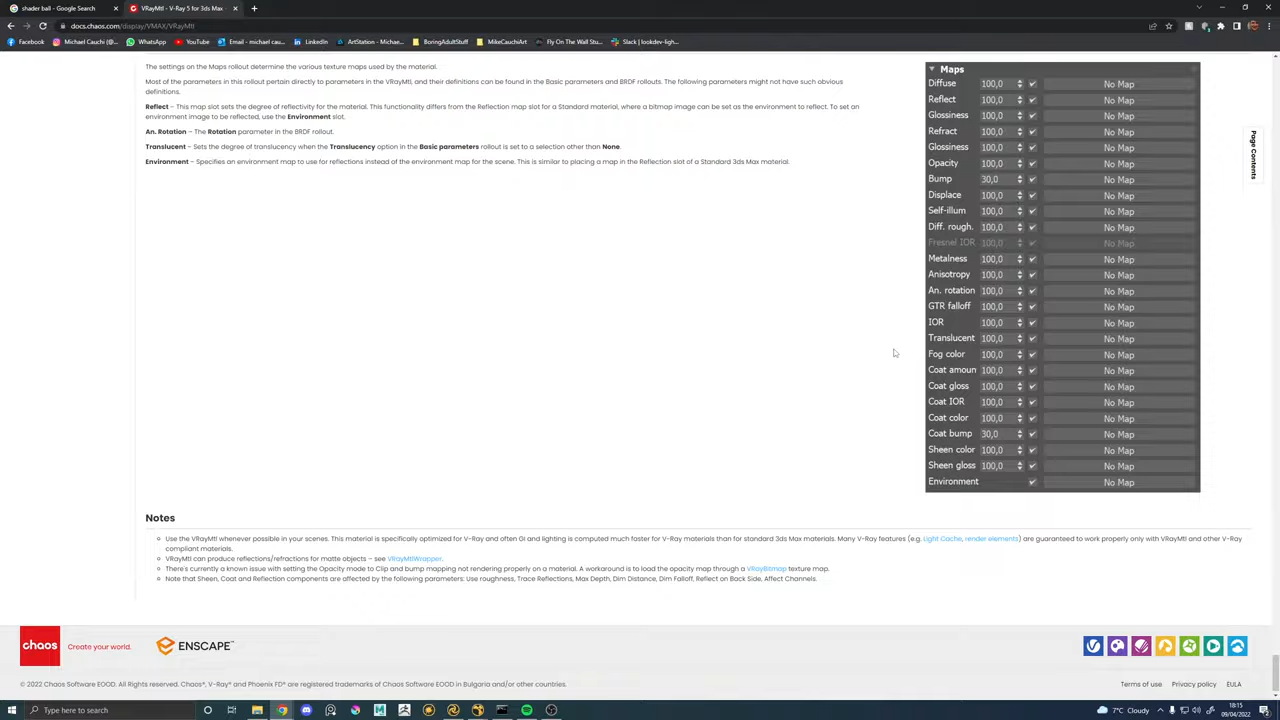 shader ball - Google Search
VRayMtl - V-Ray 5 for 3ds Max -
docs.chaos.com/display/VMAX/VRayMtl
Facebook
Michael Cauchi (@...
WhatsApp
YouTube
Email - michael cau...
LinkedIn
ArtStation - Michae...
BoringAdultStuff
MikeCauchiArt
Fly On The Wall Stu...
Slack | lookdev-ligh...
The settings on the Maps rollout determine the various texture maps used by the material.
Most of the parameters in this rollout pertain directly to parameters in the VRayMtl, and their definitions can be found in the Basic parameters and BRDF rollouts. The following parameters might not have such obvious
definitions.
Reflect – This map slot sets the degree of reflectivity for the material. This functionality differs from the Reflection map slot for a Standard material, where a bitmap image can be set as the environment to reflect. To set an
environment image to be reflected, use the Environment slot.
An. Rotation – The Rotation parameter in the BRDF rollout.
Translucent – Sets the degree of translucency when the Translucency option in the Basic parameters rollout is set to a selection other than None.
Environment – Specifies an environment map to use for reflections instead of the environment map for the scene. This is similar to placing a map in the Reflection slot of a Standard 3ds Max material.
Maps
Diffuse 100,0 No Map
Reflect 100,0 No Map
Glossiness 100,0 No Map
Refract 100,0 No Map
Glossiness 100,0 No Map
Opacity 100,0 No Map
Bump 30,0 No Map
Displace 100,0 No Map
Self-illum 100,0 No Map
Diff. rough. 100,0 No Map
Fresnel IOR 100,0 No Map
Metalness 100,0 No Map
Anisotropy 100,0 No Map
An. rotation 100,0 No Map
GTR falloff 100,0 No Map
IOR 100,0 No Map
Translucent 100,0 No Map
Fog color 100,0 No Map
Coat amoun 100,0 No Map
Coat gloss 100,0 No Map
Coat IOR 100,0 No Map
Coat color 100,0 No Map
Coat bump 30,0 No Map
Sheen color 100,0 No Map
Sheen gloss 100,0 No Map
Environment No Map
Page Contents
Notes
Use the VRayMtl whenever possible in your scenes. This material is specifically optimized for V-Ray and often GI and lighting is computed much faster for V-Ray materials than for standard 3ds Max materials. Many V-Ray features (e.g. Light Cache, render elements) are guaranteed to work properly only with VRayMtl and other V-Ray
compliant materials.
VRayMtl can produce reflections/refractions for matte objects – see VRayMtlWrapper.
There's currently a known issue with setting the Opacity mode to Clip and bump mapping not rendering properly on a material. A workaround is to load the opacity map through a VRayBitmap texture map.
Note that Sheen, Coat and Reflection components are affected by the following parameters: Use roughness, Trace Reflections, Max Depth, Dim Distance, Dim Falloff, Reflect on Back Side, Affect Channels.
chaos Create your world.
ENSCAPE™
© 2022 Chaos Software EOOD. All Rights reserved. Chaos®, V-Ray® and Phoenix FD® are registered trademarks of Chaos Software EOOD in Bulgaria and/or other countries.
Terms of use Privacy policy EULA
Type here to search
7°C Cloudy
18:15
09/04/2022